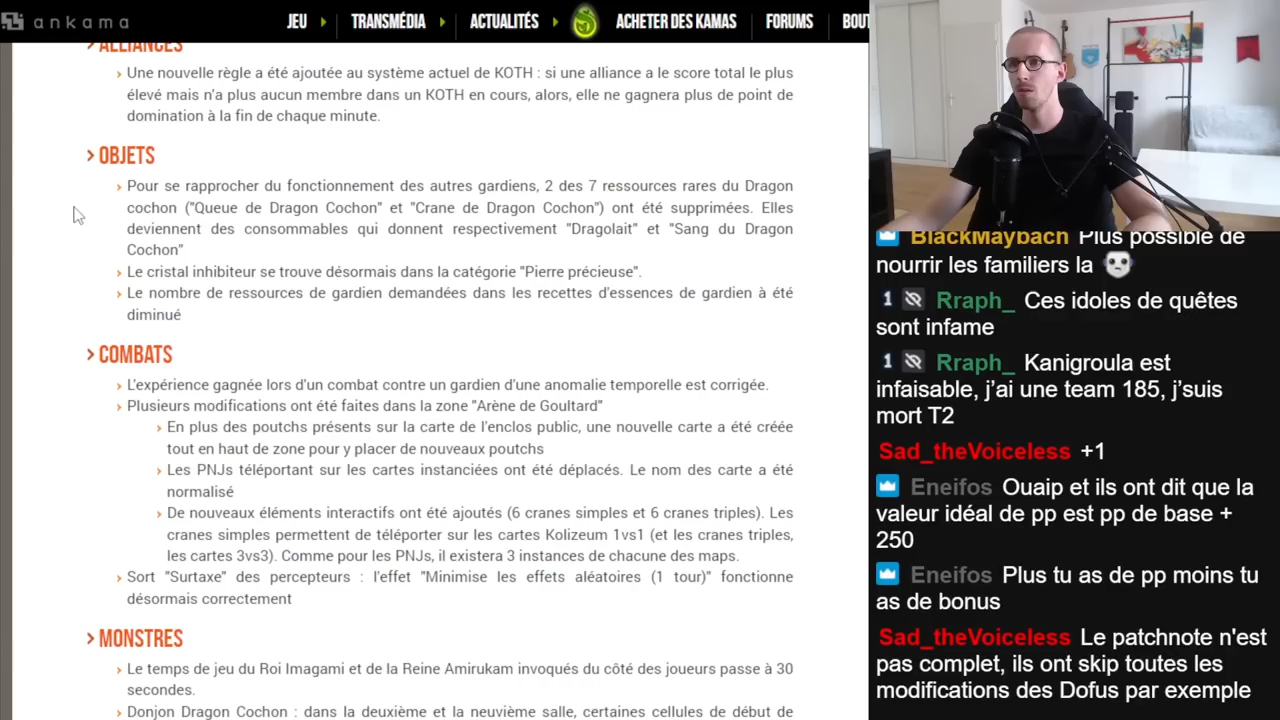 ankama
JEU
TRANSMÉDIA
ACTUALITÉS
ACHETER DES KAMAS
FORUMS
BOUT
ALLIANCES
Une nouvelle règle a été ajoutée au système actuel de KOTH : si une alliance a le score total le plus
élevé mais n'a plus aucun membre dans un KOTH en cours, alors, elle ne gagnera plus de point de
domination à la fin de chaque minute.
OBJETS
Pour se rapprocher du fonctionnement des autres gardiens, 2 des 7 ressources rares du Dragon
cochon ("Queue de Dragon Cochon" et "Crane de Dragon Cochon") ont été supprimées. Elles
deviennent des consommables qui donnent respectivement "Dragolait" et "Sang du Dragon
Cochon"
Le cristal inhibiteur se trouve désormais dans la catégorie "Pierre précieuse".
Le nombre de ressources de gardien demandées dans les recettes d'essences de gardien à été
diminué
COMBATS
L'expérience gagnée lors d'un combat contre un gardien d'une anomalie temporelle est corrigée.
Plusieurs modifications ont été faites dans la zone "Arène de Goultard"
En plus des poutchs présents sur la carte de l'enclos public, une nouvelle carte a été créée
tout en haut de zone pour y placer de nouveaux poutchs
Les PNJs téléportant sur les cartes instanciées ont été déplacés. Le nom des carte a été
normalisé
De nouveaux éléments interactifs ont été ajoutés (6 cranes simples et 6 cranes triples). Les
cranes simples permettent de téléporter sur les cartes Kolizeum 1vs1 (et les cranes triples,
les cartes 3vs3). Comme pour les PNJs, il existera 3 instances de chacune des maps.
Sort "Surtaxe" des percepteurs : l'effet "Minimise les effets aléatoires (1 tour)" fonctionne
désormais correctement
MONSTRES
Le temps de jeu du Roi Imagami et de la Reine Amirukam invoqués du côté des joueurs passe à 30
secondes.
Donjon Dragon Cochon : dans la deuxième et la neuvième salle, certaines cellules de début de
BlackMaybach Plus possible de
nourrir les familiers la
1 Rraph_ Ces idoles de quêtes
sont infame
1 Rraph_ Kanigroula est
infaisable, j'ai une team 185, j'suis
mort T2
Sad_theVoiceless +1
Eneifos Ouaip et ils ont dit que la
valeur idéal de pp est pp de base +
250
Eneifos Plus tu as de pp moins tu
as de bonus
Sad_theVoiceless Le patchnote n'est
pas complet, ils ont skip toutes les
modifications des Dofus par exemple